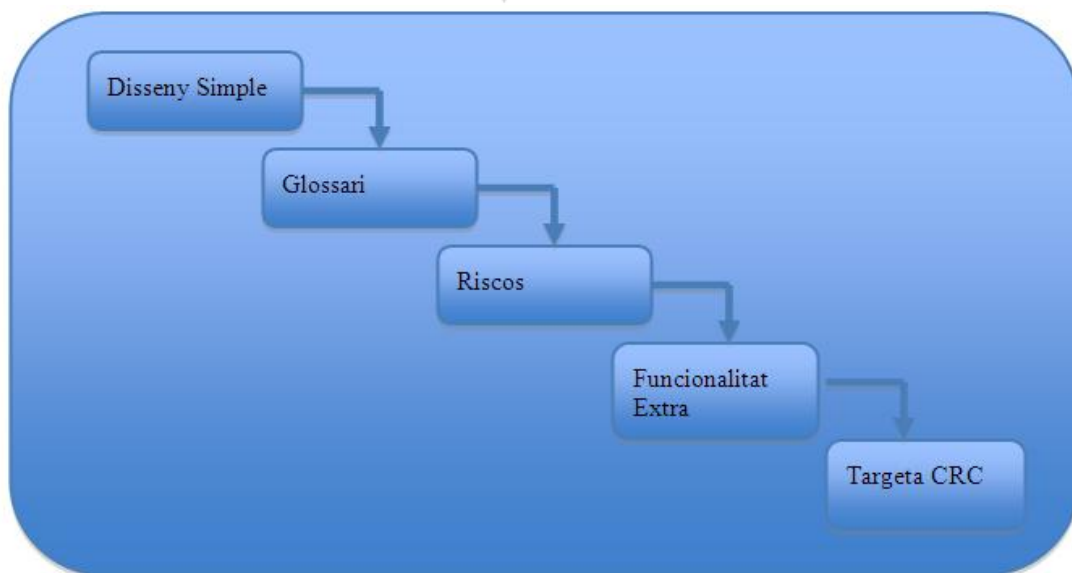 Disseny Simple
Glossari
Riscos
Funcionalitat
Extra
Targeta CRC